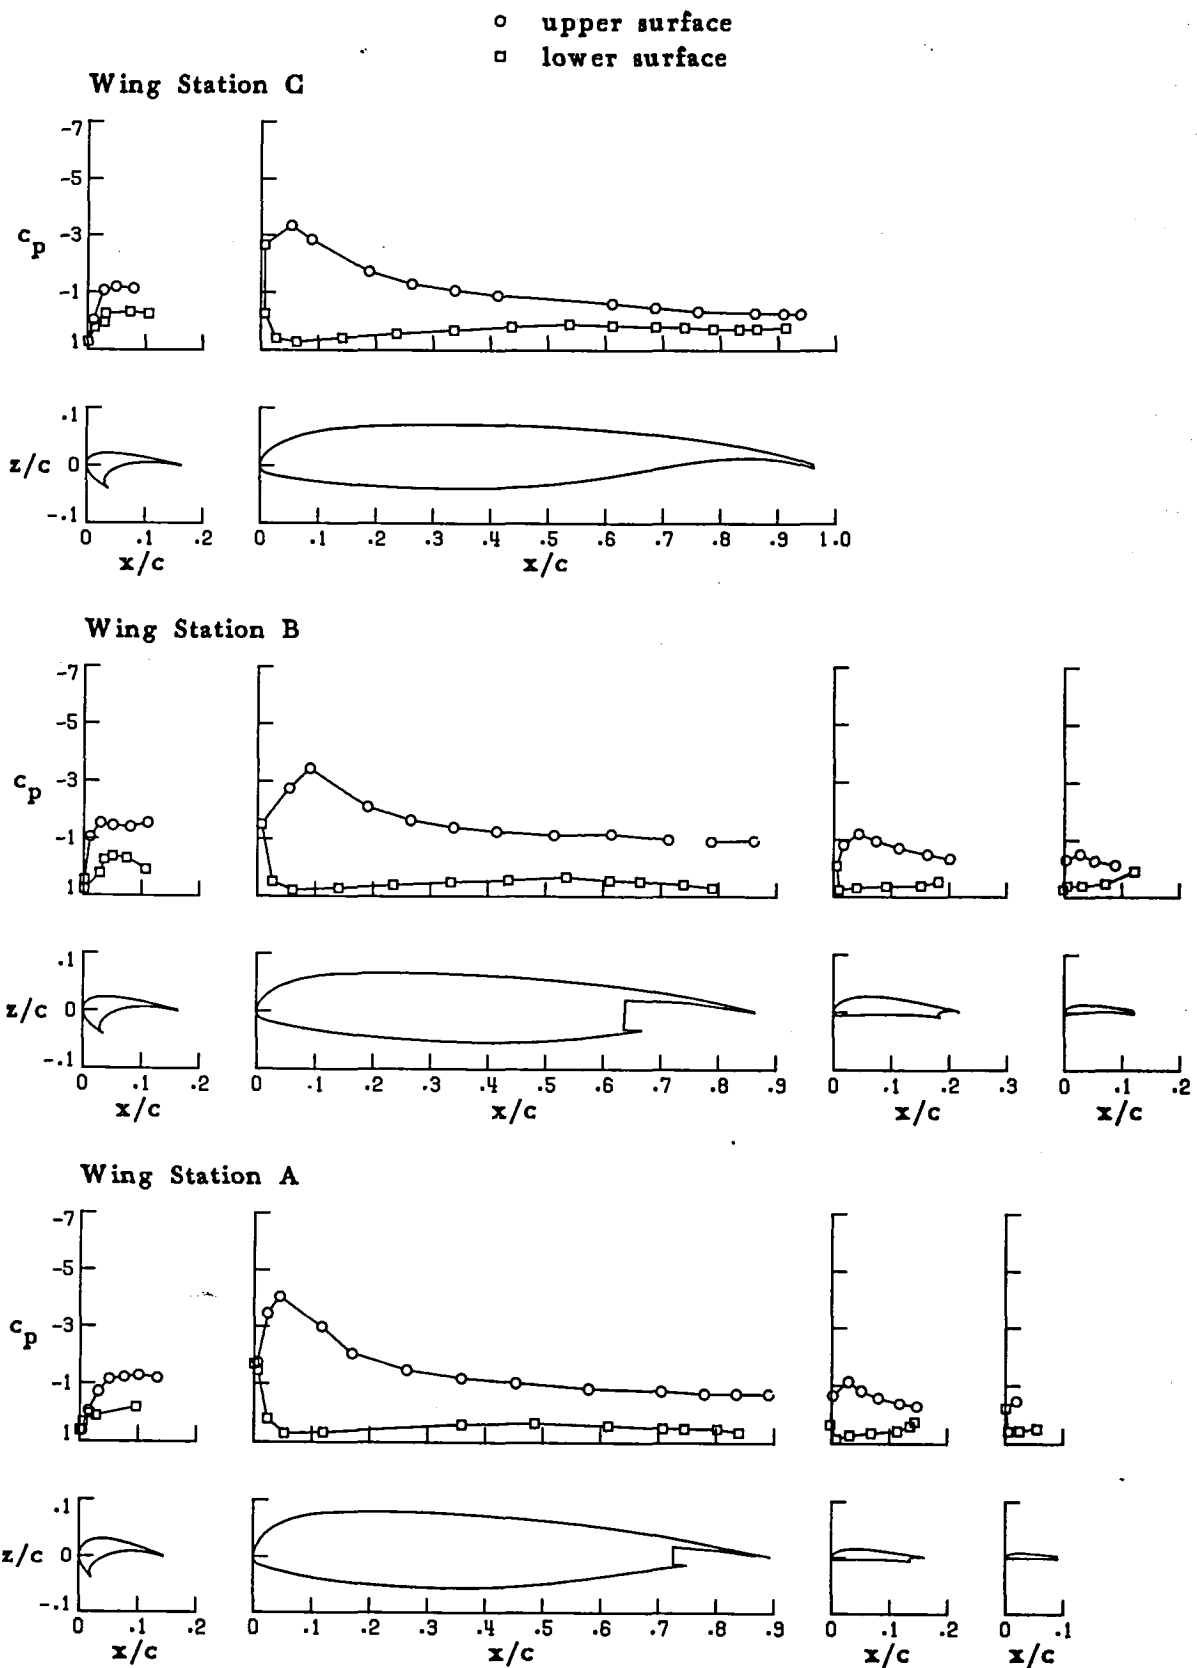 upper surface
lower surface
Wing Station C
-7
-5
c_p -3
-1
1
.1
z/c 0
-.1
0 .1 .2 0 .1 .2 .3 .4 .5 .6 .7 .8 .9 1.0
x/c x/c
Wing Station B
-7
-5
c_p -3
-1
1
.1
z/c 0
-.1
0 .1 .2 0 .1 .2 .3 .4 .5 .6 .7 .8 .9 0 .1 .2 .3 0 .1 .2
x/c x/c x/c x/c
Wing Station A
-7
-5
c_p -3
-1
1
.1
z/c 0
-.1
0 .1 .2 0 .1 .2 .3 .4 .5 .6 .7 .8 .9 0 .1 .2 0 .1
x/c x/c x/c x/c